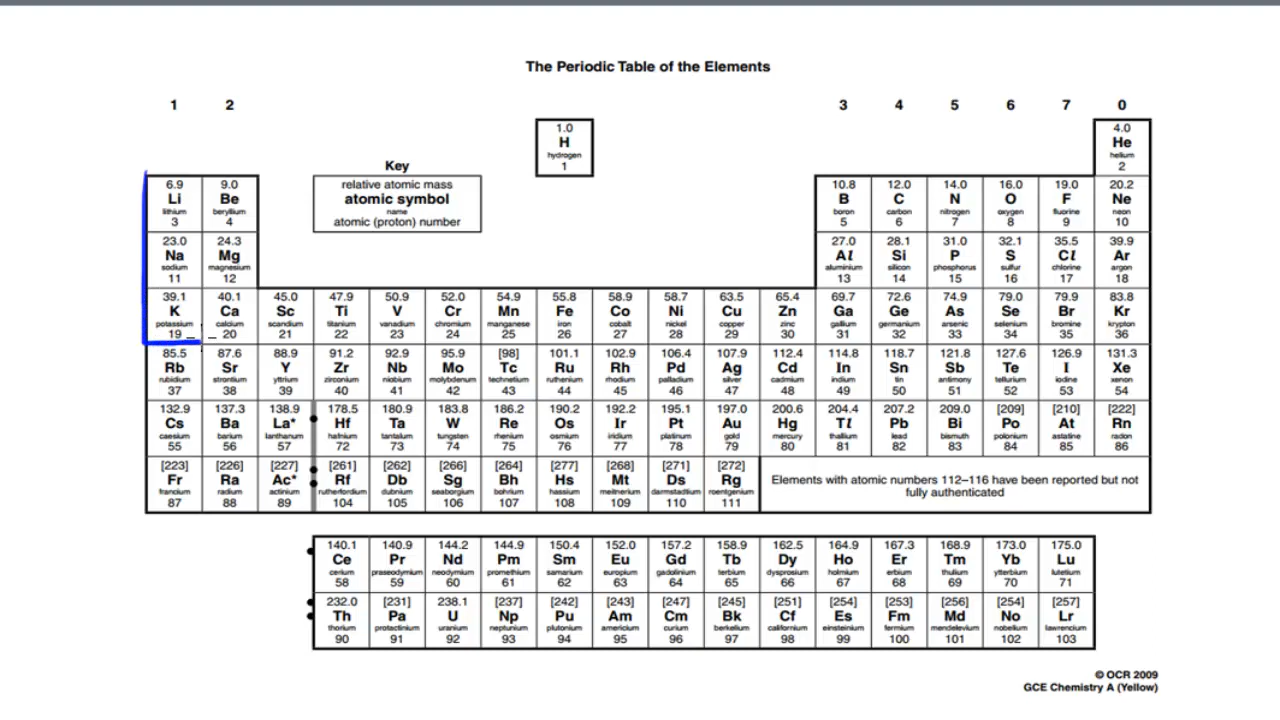 The Periodic Table of the Elements
1 2 3 4 5 6 7 0
1.0 4.0
H He
hydrogen helium
1 2
Key
relative atomic mass
atomic symbol
name
atomic (proton) number
6.9 9.0 10.8 12.0 14.0 16.0 19.0 20.2
Li Be B C N O F Ne
lithium beryllium boron carbon nitrogen oxygen fluorine neon
3 4 5 6 7 8 9 10
23.0 24.3 27.0 28.1 31.0 32.1 35.5 39.9
Na Mg Al Si P S Cl Ar
sodium magnesium aluminium silicon phosphorus sulfur chlorine argon
11 12 13 14 15 16 17 18
39.1 40.1 45.0 47.9 50.9 52.0 54.9 55.8 58.9 58.7 63.5 65.4 69.7 72.6 74.9 79.0 79.9 83.8
K Ca Sc Ti V Cr Mn Fe Co Ni Cu Zn Ga Ge As Se Br Kr
potassium calcium scandium titanium vanadium chromium manganese iron cobalt nickel copper zinc gallium germanium arsenic selenium bromine krypton
19 20 21 22 23 24 25 26 27 28 29 30 31 32 33 34 35 36
85.5 87.6 88.9 91.2 92.9 95.9 [98] 101.1 102.9 106.4 107.9 112.4 114.8 118.7 121.8 127.6 126.9 131.3
Rb Sr Y Zr Nb Mo Tc Ru Rh Pd Ag Cd In Sn Sb Te I Xe
rubidium strontium yttrium zirconium niobium molybdenum technetium ruthenium rhodium palladium silver cadmium indium tin antimony tellurium iodine xenon
37 38 39 40 41 42 43 44 45 46 47 48 49 50 51 52 53 54
132.9 137.3 138.9 178.5 180.9 183.8 186.2 190.2 192.2 195.1 197.0 200.6 204.4 207.2 209.0 [209] [210] [222]
Cs Ba La* Hf Ta W Re Os Ir Pt Au Hg Tl Pb Bi Po At Rn
caesium barium lanthanum hafnium tantalum tungsten rhenium osmium iridium platinum gold mercury thallium lead bismuth polonium astatine radon
55 56 57 72 73 74 75 76 77 78 79 80 81 82 83 84 85 86
[223] [226] [227] [261] [262] [266] [264] [277] [268] [271] [272]
Fr Ra Ac* Rf Db Sg Bh Hs Mt Ds Rg
francium radium actinium rutherfordium dubnium seaborgium bohrium hassium meitnerium darmstadtium roentgenium
87 88 89 104 105 106 107 108 109 110 111
Elements with atomic numbers 112–116 have been reported but not
fully authenticated
140.1 140.9 144.2 144.9 150.4 152.0 157.2 158.9 162.5 164.9 167.3 168.9 173.0 175.0
Ce Pr Nd Pm Sm Eu Gd Tb Dy Ho Er Tm Yb Lu
cerium praseodymium neodymium promethium samarium europium gadolinium terbium dysprosium holmium erbium thulium ytterbium lutetium
58 59 60 61 62 63 64 65 66 67 68 69 70 71
232.0 [231] 238.1 [237] [242] [243] [247] [245] [251] [254] [253] [256] [254] [257]
Th Pa U Np Pu Am Cm Bk Cf Es Fm Md No Lr
thorium protactinium uranium neptunium plutonium americium curium berkelium californium einsteinium fermium mendelevium nobelium lawrencium
90 91 92 93 94 95 96 97 98 99 100 101 102 103
© OCR 2009
GCE Chemistry A (Yellow)